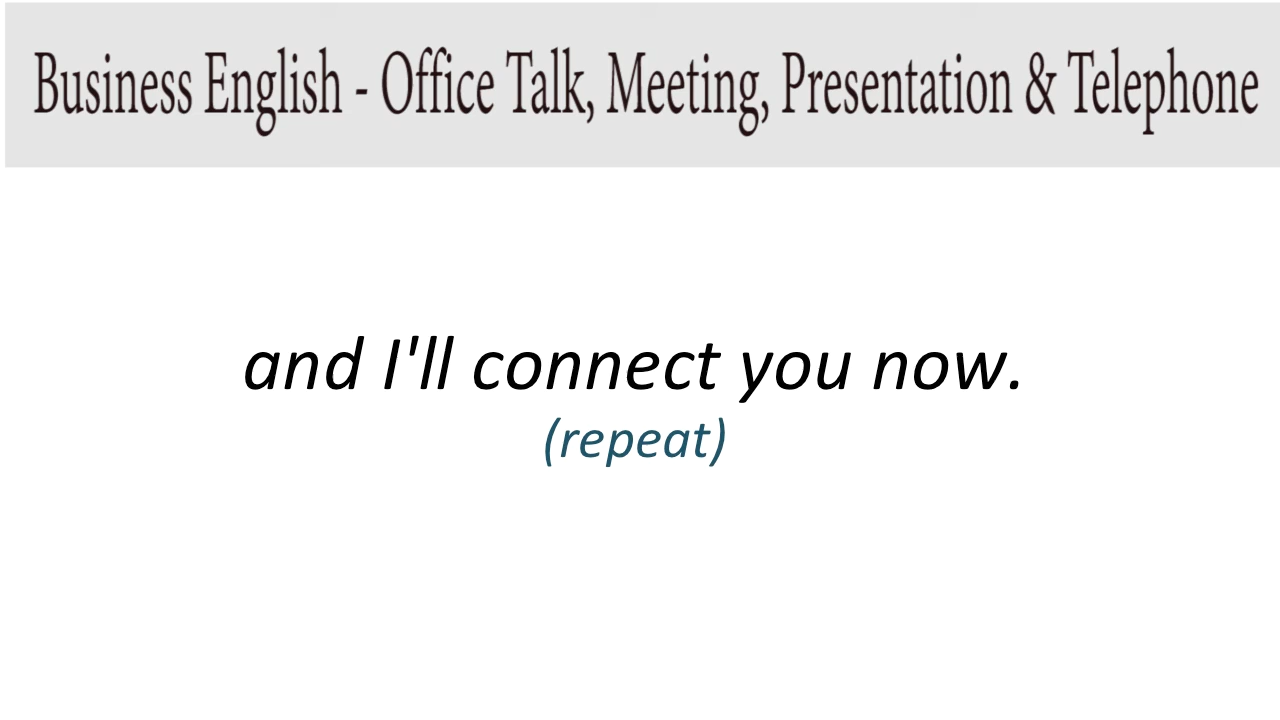 Business English - Office Talk, Meeting, Presentation & Telephone
and I'll connect you now.
(repeat)